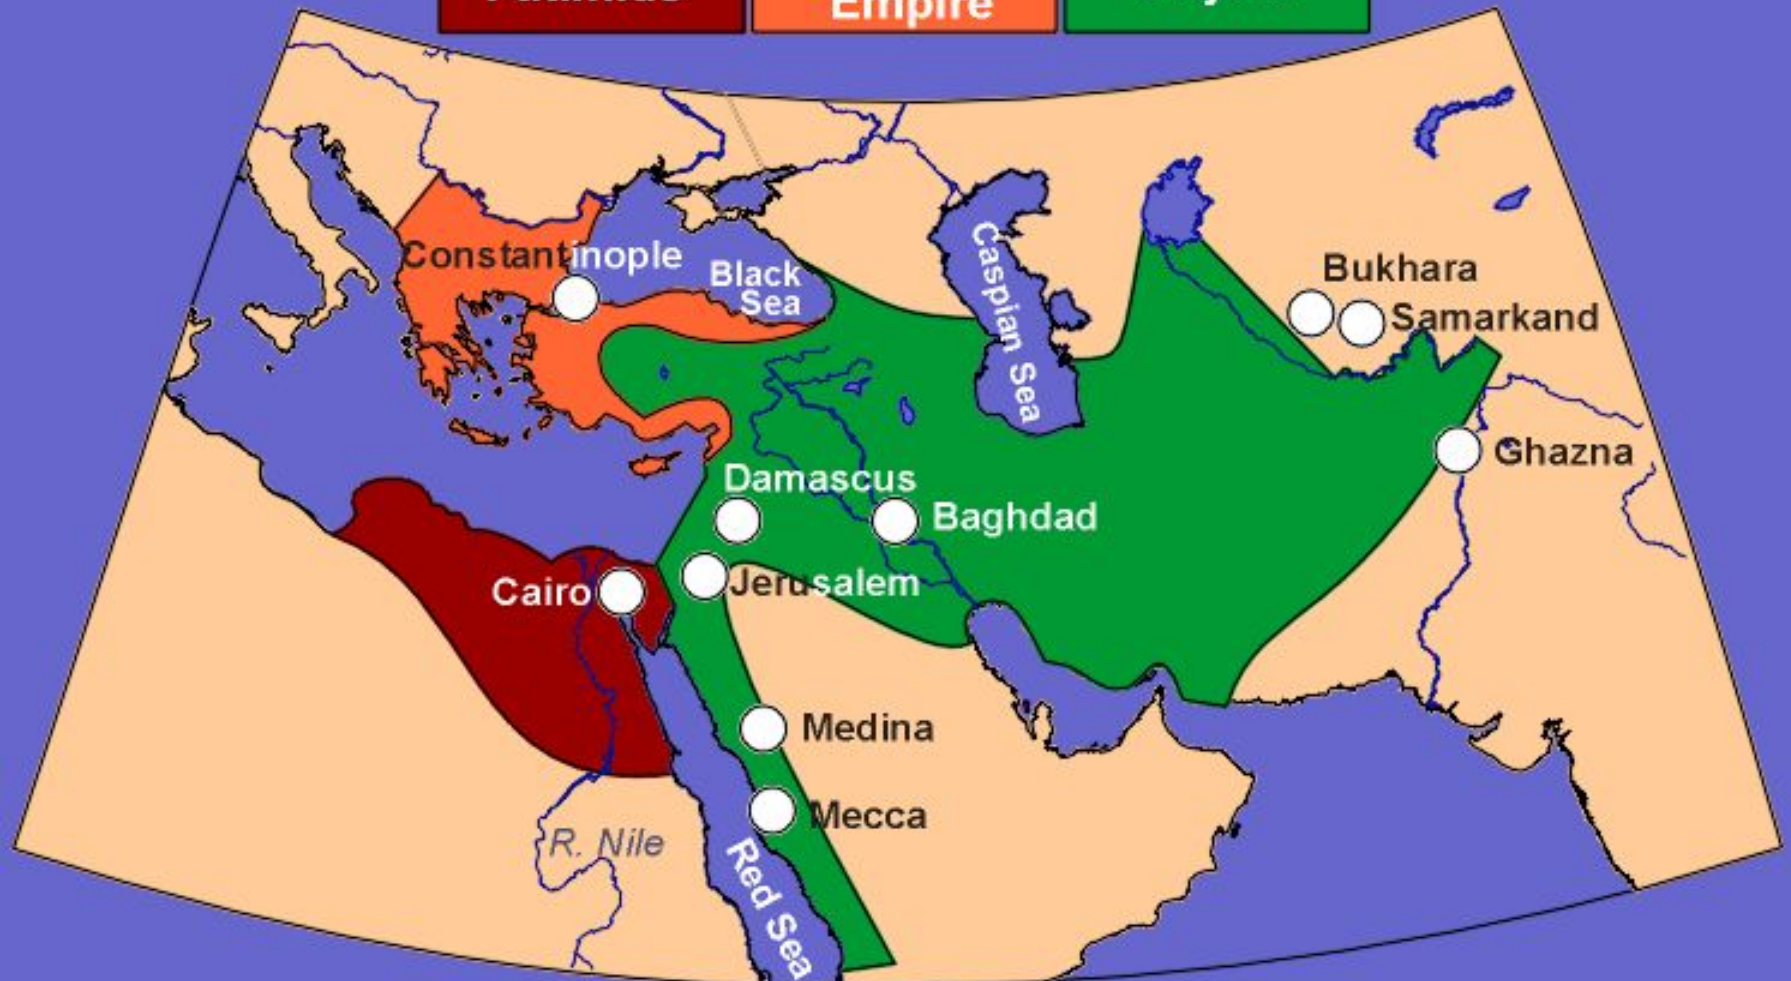 Empire
Constantinople
Black
Sea
Caspian Sea
Bukhara
Samarkand
Ghazna
Damascus
Baghdad
Cairo
Jerusalem
Medina
Mecca
R. Nile
Red Sea